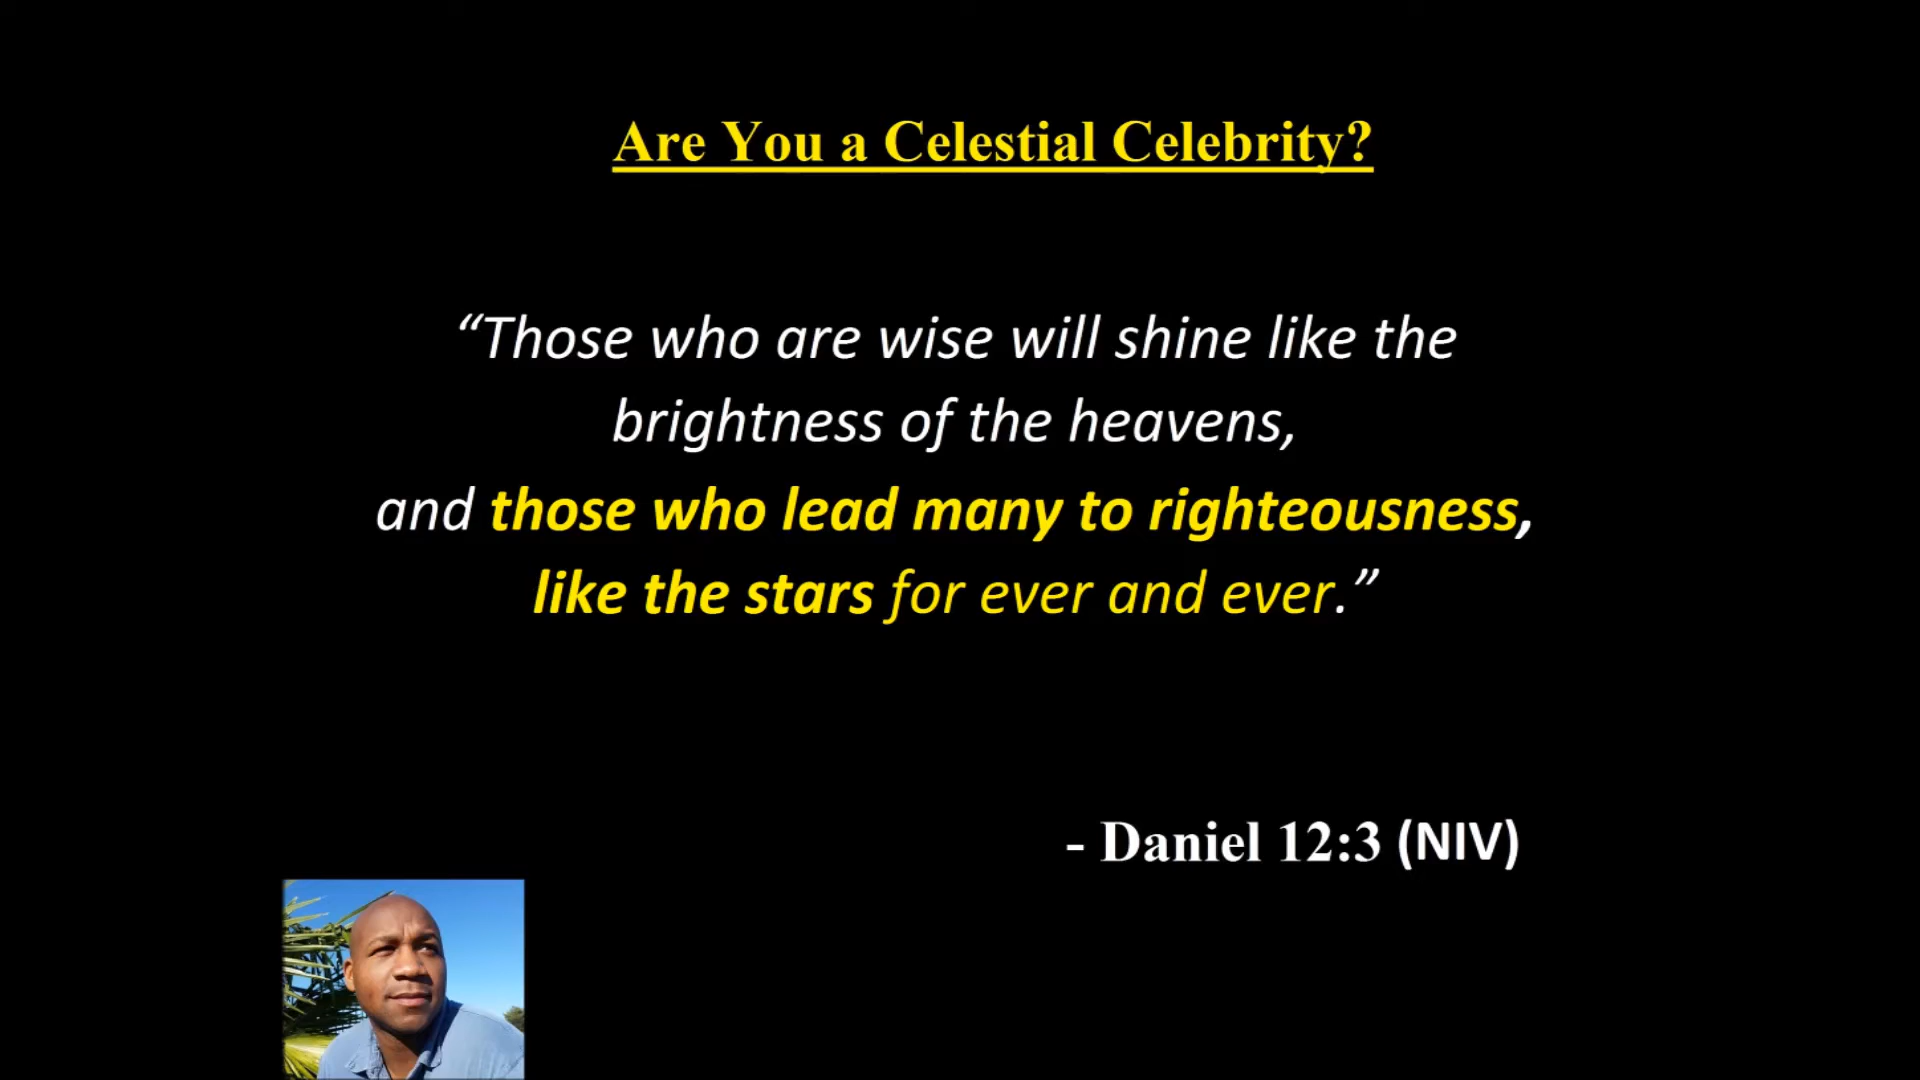 Are You a Celestial Celebrity?
“Those who are wise will shine like the
brightness of the heavens,
and those who lead many to righteousness,
like the stars for ever and ever.”
- Daniel 12:3 (NIV)